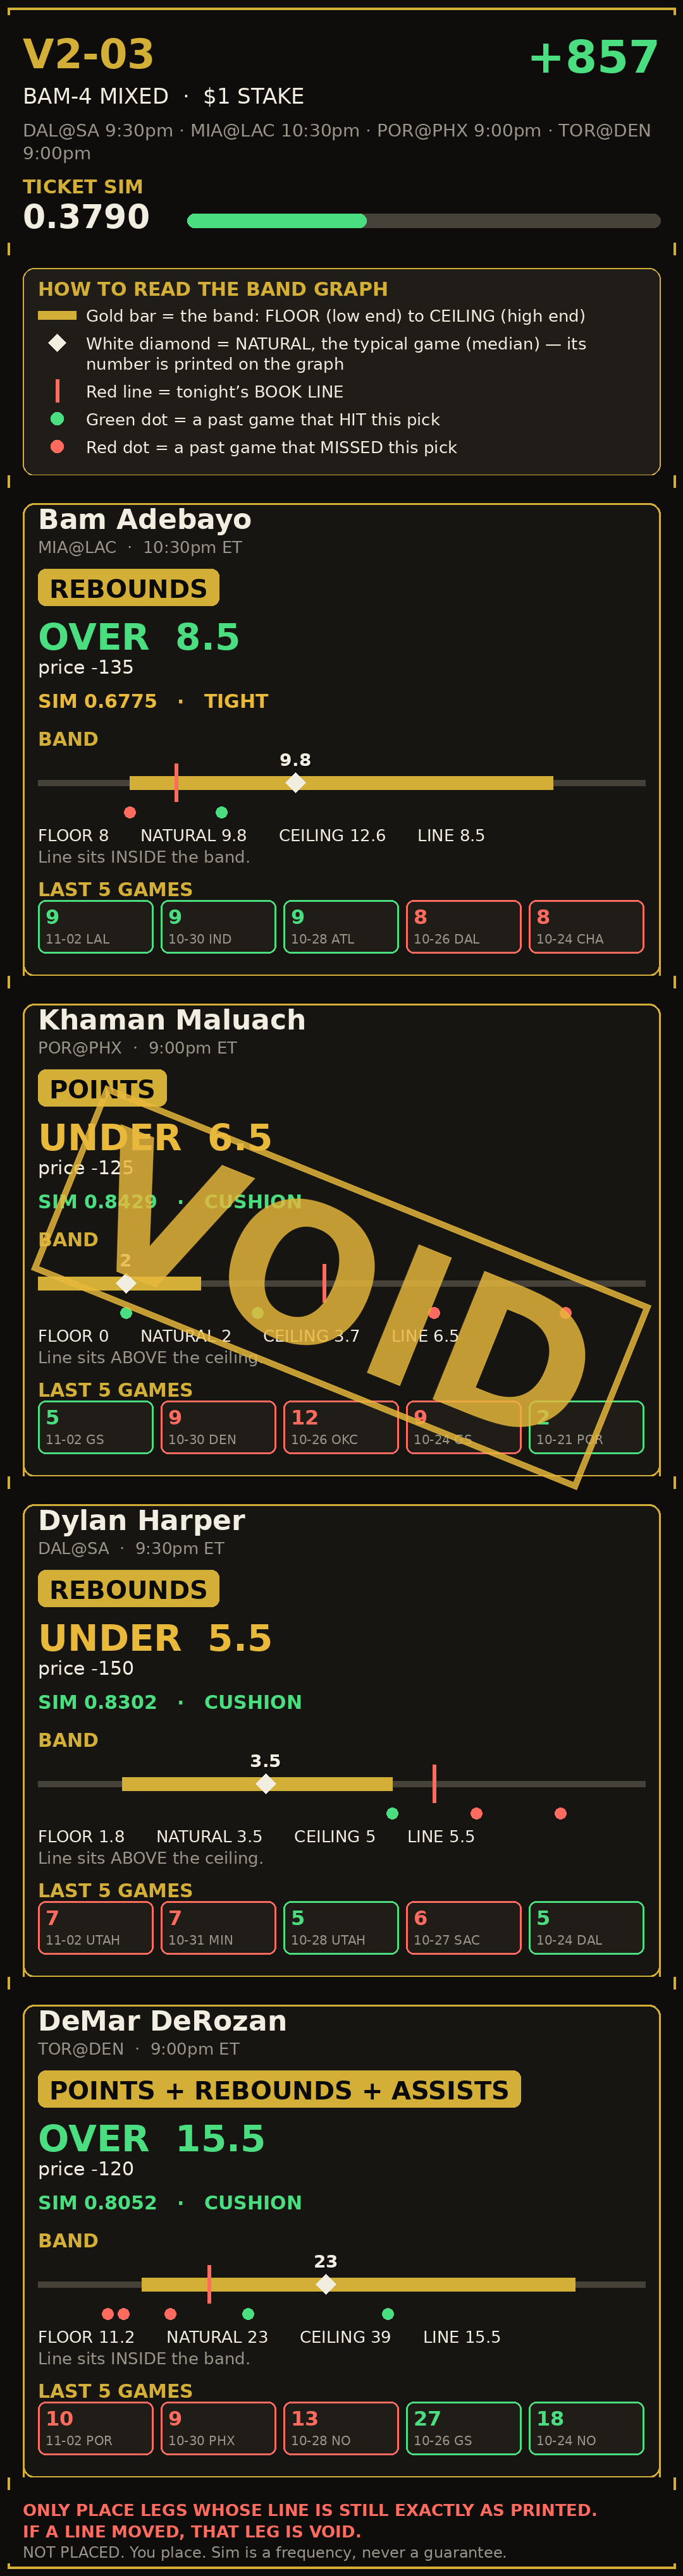 V2-03
+857
BAM-4 MIXED · $1 STAKE
DAL@SA 9:30pm · MIA@LAC 10:30pm · POR@PHX 9:00pm · TOR@DEN
9:00pm
TICKET SIM
0.3790
HOW TO READ THE BAND GRAPH
Gold bar = the band: FLOOR (low end) to CEILING (high end)
White diamond = NATURAL, the typical game (median) — its
number is printed on the graph
Red line = tonight’s BOOK LINE
Green dot = a past game that HIT this pick
Red dot = a past game that MISSED this pick
Bam Adebayo
MIA@LAC · 10:30pm ET
REBOUNDS
OVER 8.5
price -135
SIM 0.6775 · TIGHT
BAND
9.8
FLOOR 8 NATURAL 9.8 CEILING 12.6 LINE 8.5
Line sits INSIDE the band.
LAST 5 GAMES
9 9 9 8 8
11-02 LAL 10-30 IND 10-28 ATL 10-26 DAL 10-24 CHA
Khaman Maluach
POR@PHX · 9:00pm ET
POINTS
UNDER 6.5
price -125
SIM 0.8429 · CUSHION
BAND
2
VOID
FLOOR 0 NATURAL 2 CEILING 3.7 LINE 6.5
Line sits ABOVE the ceiling.
LAST 5 GAMES
5 9 12 9 2
11-02 GS 10-30 DEN 10-26 OKC 10-24 GS 10-21 POR
Dylan Harper
DAL@SA · 9:30pm ET
REBOUNDS
UNDER 5.5
price -150
SIM 0.8302 · CUSHION
BAND
3.5
FLOOR 1.8 NATURAL 3.5 CEILING 5 LINE 5.5
Line sits ABOVE the ceiling.
LAST 5 GAMES
7 7 5 6 5
11-02 UTAH 10-31 MIN 10-28 UTAH 10-27 SAC 10-24 DAL
DeMar DeRozan
TOR@DEN · 9:00pm ET
POINTS + REBOUNDS + ASSISTS
OVER 15.5
price -120
SIM 0.8052 · CUSHION
BAND
23
FLOOR 11.2 NATURAL 23 CEILING 39 LINE 15.5
Line sits INSIDE the band.
LAST 5 GAMES
10 9 13 27 18
11-02 POR 10-30 PHX 10-28 NO 10-26 GS 10-24 NO
ONLY PLACE LEGS WHOSE LINE IS STILL EXACTLY AS PRINTED.
IF A LINE MOVED, THAT LEG IS VOID.
NOT PLACED. You place. Sim is a frequency, never a guarantee.